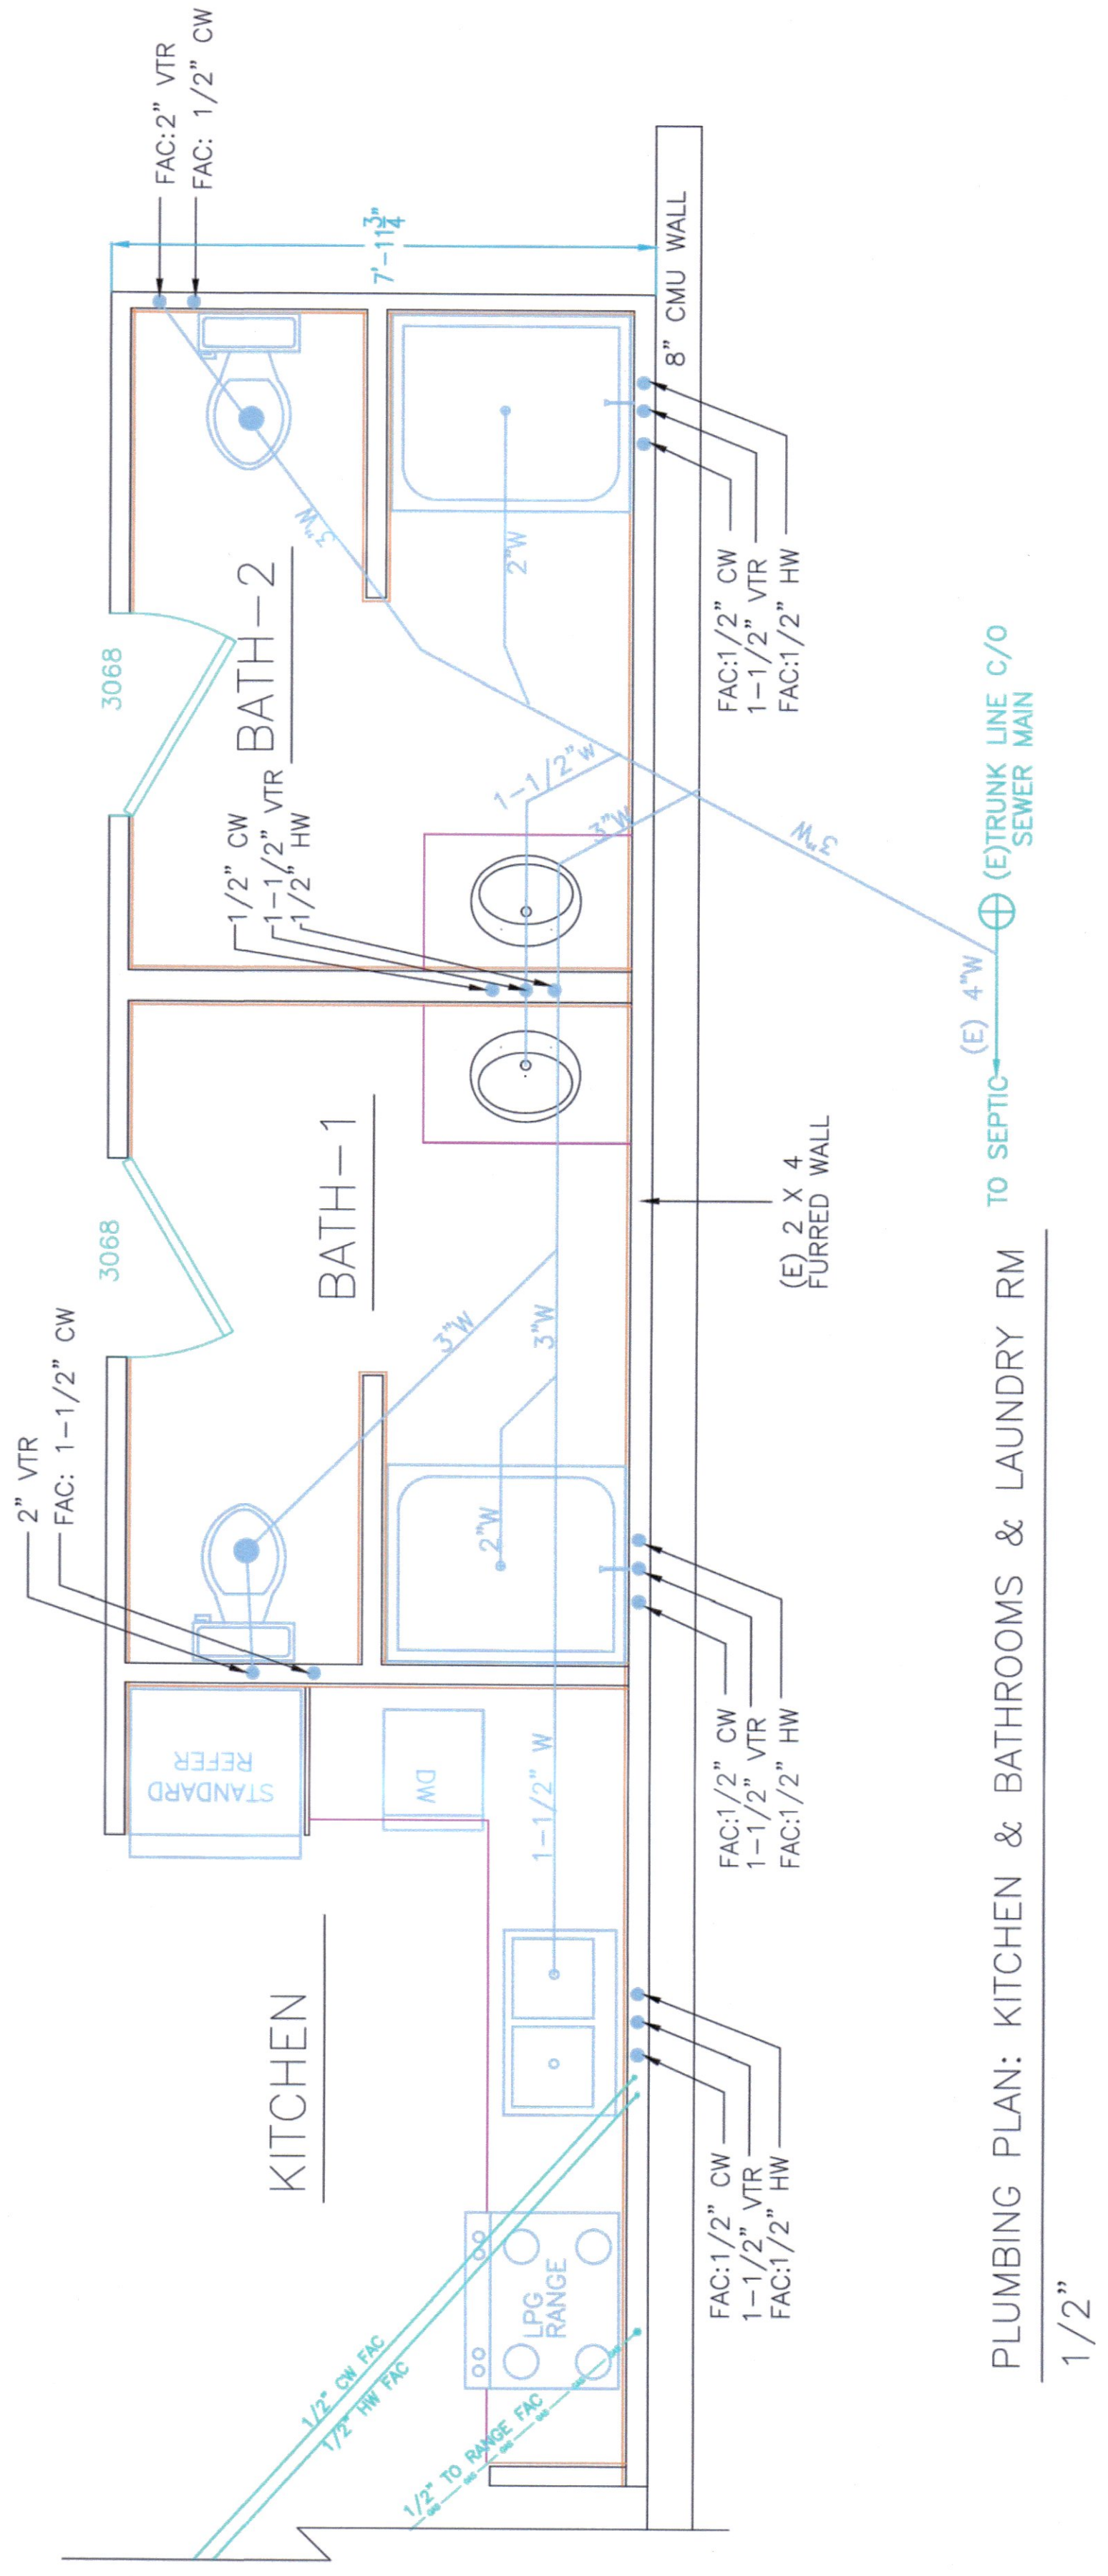 2" VTR
FAC: 1-1/2" CW
3068
3068
FAC:2" VTR
FAC: 1/2" CW
KITCHEN
BATH-1
BATH-2
1/2" CW
1-1/2" VTR
1/2" HW
7'-11 3/4"
STANDARD
REFER
DW
3"W
3"W
2"W
1-1/2" W
3"W
2"W
1-1/2"W
3"W
3"W
1/2" CW FAC
1/2" HW FAC
1/2" TO RANGE FAC
GAS
GAS
GAS
GAS
GAS
LPG
RANGE
8" CMU WALL
FAC:1/2" CW
1-1/2" VTR
FAC:1/2" HW
FAC:1/2" CW
1-1/2" VTR
FAC:1/2" HW
FAC:1/2" CW
1-1/2" VTR
FAC:1/2" HW
(E) 2 X 4
FURRED WALL
(E) 4"W
TO SEPTIC
(E)TRUNK LINE C/O
SEWER MAIN
PLUMBING PLAN: KITCHEN & BATHROOMS & LAUNDRY RM
1/2"